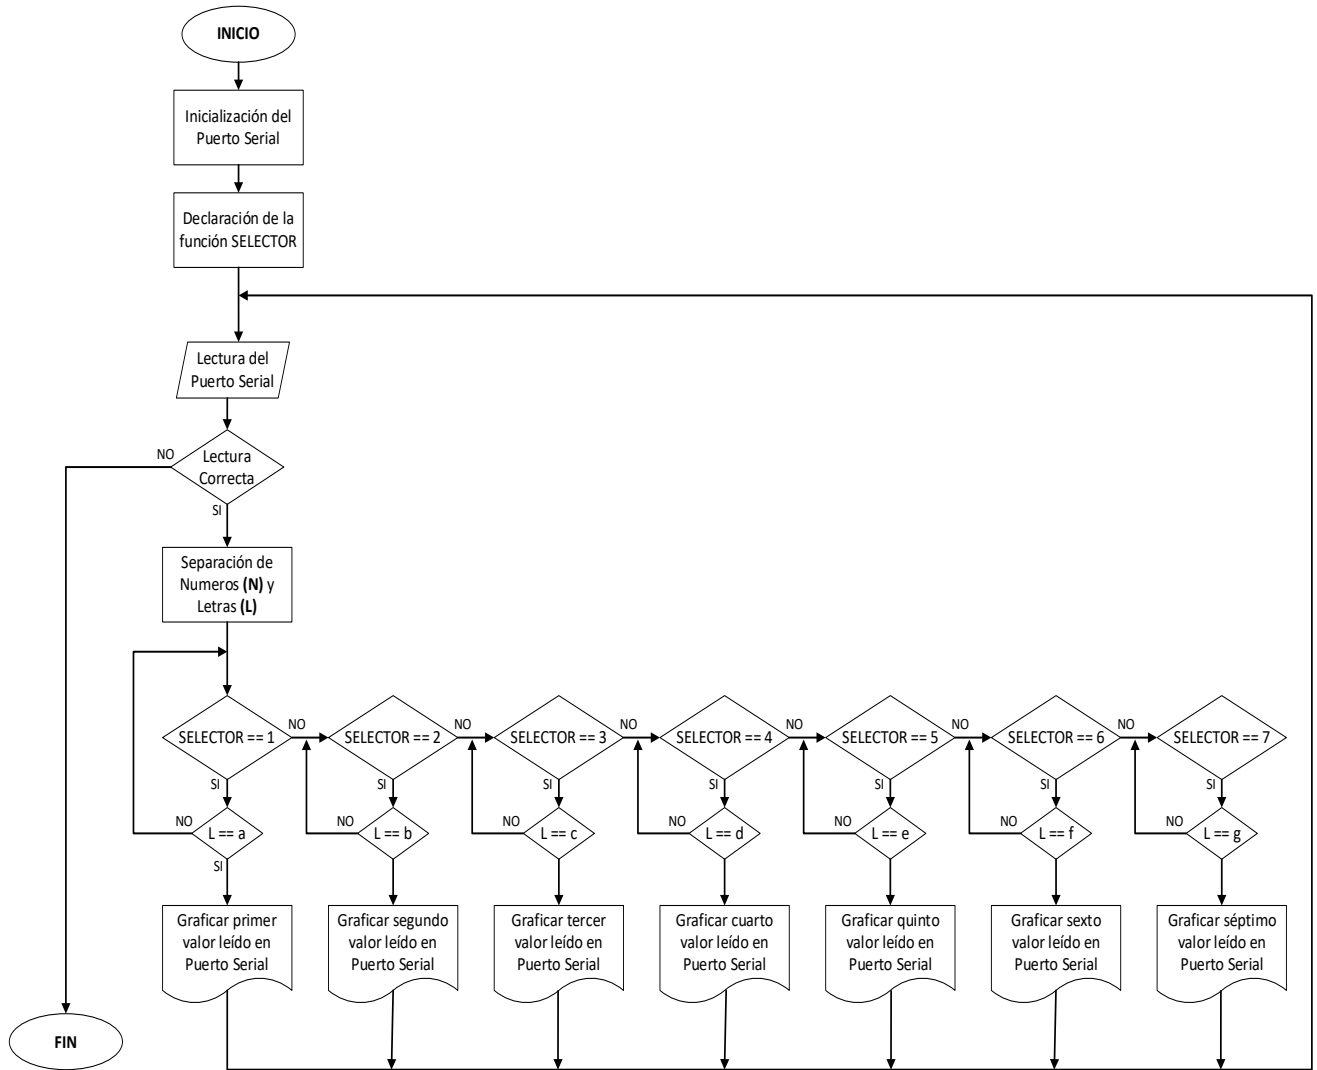 INICIO
Inicialización del
Puerto Serial
Declaración de la
función SELECTOR
Lectura del
Puerto Serial
NO
Lectura
Correcta
SI
Separación de
Numeros (N) y
Letras (L)
SELECTOR == 1
NO
SELECTOR == 2
NO
SELECTOR == 3
NO
SELECTOR == 4
NO
SELECTOR == 5
NO
SELECTOR == 6
NO
SELECTOR == 7
SI
SI
SI
SI
SI
SI
SI
NO
L == a
NO
L == b
NO
L == c
NO
L == d
NO
L == e
NO
L == f
NO
L == g
SI
Graficar primer
valor leído en
Puerto Serial
Graficar segundo
valor leído en
Puerto Serial
Graficar tercer
valor leído en
Puerto Serial
Graficar cuarto
valor leído en
Puerto Serial
Graficar quinto
valor leído en
Puerto Serial
Graficar sexto
valor leído en
Puerto Serial
Graficar séptimo
valor leído en
Puerto Serial
FIN